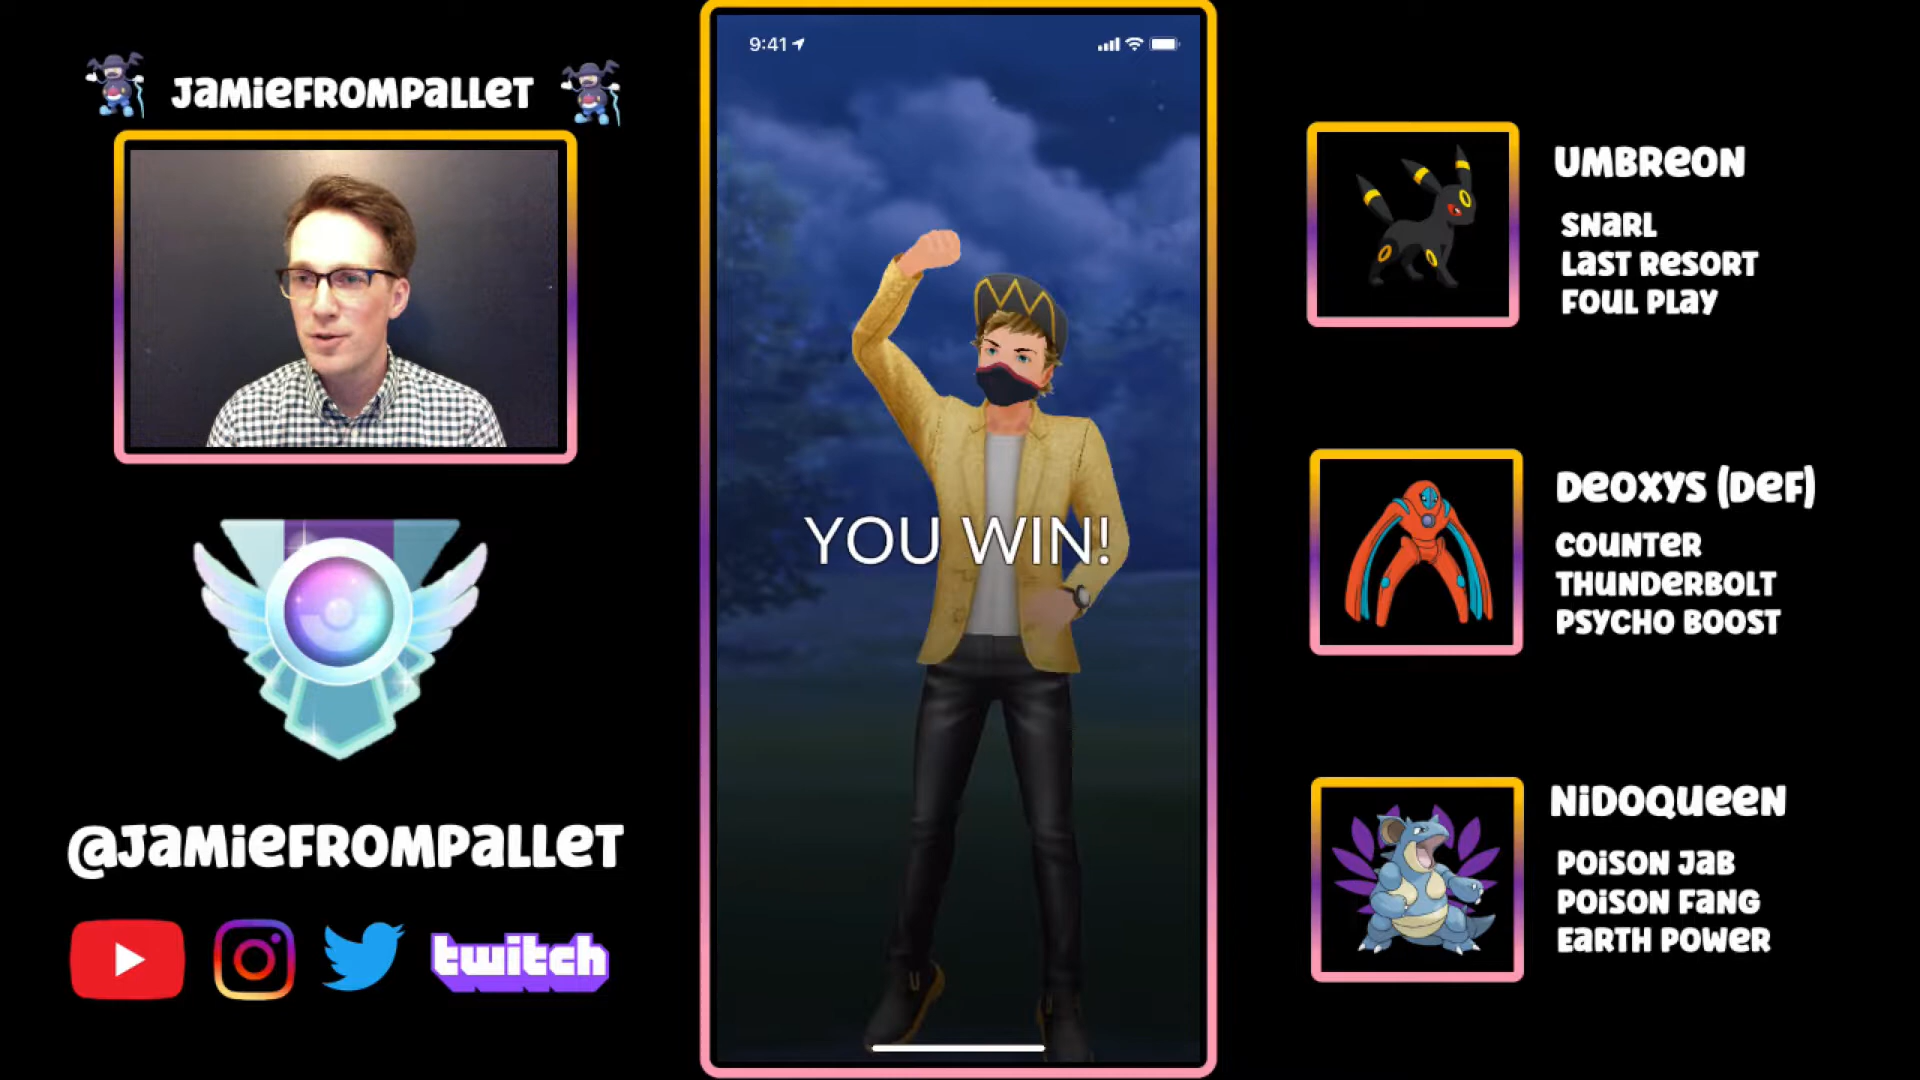 JamieFromPallet
@JamieFromPallet
twitch
9:41
YOU WIN!
Umbreon
Snarl
Last Resort
Foul Play
Deoxys (Def)
Counter
Thunderbolt
Psycho Boost
Nidoqueen
Poison Jab
Poison Fang
Earth Power